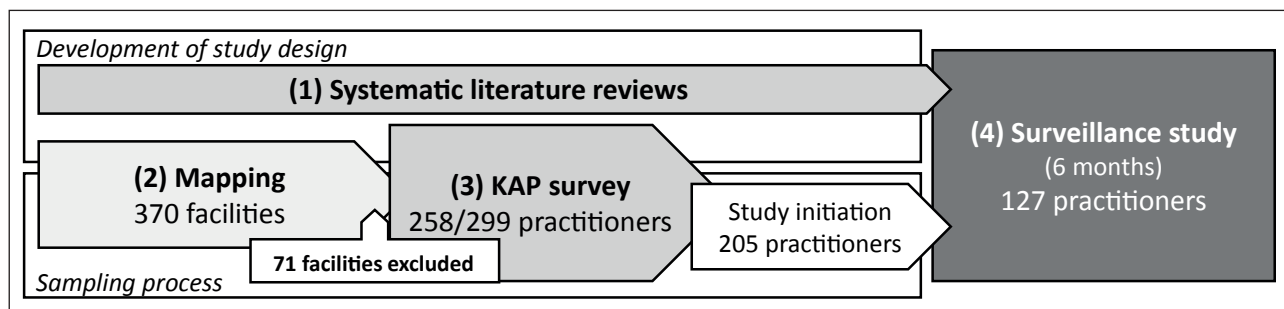 Development of study design
(1) Systematic literature reviews
(2) Mapping
370 facilities
71 facilities excluded
(3) KAP survey
258/299 practitioners
Study initiation
205 practitioners
(4) Surveillance study
(6 months)
127 practitioners
Sampling process